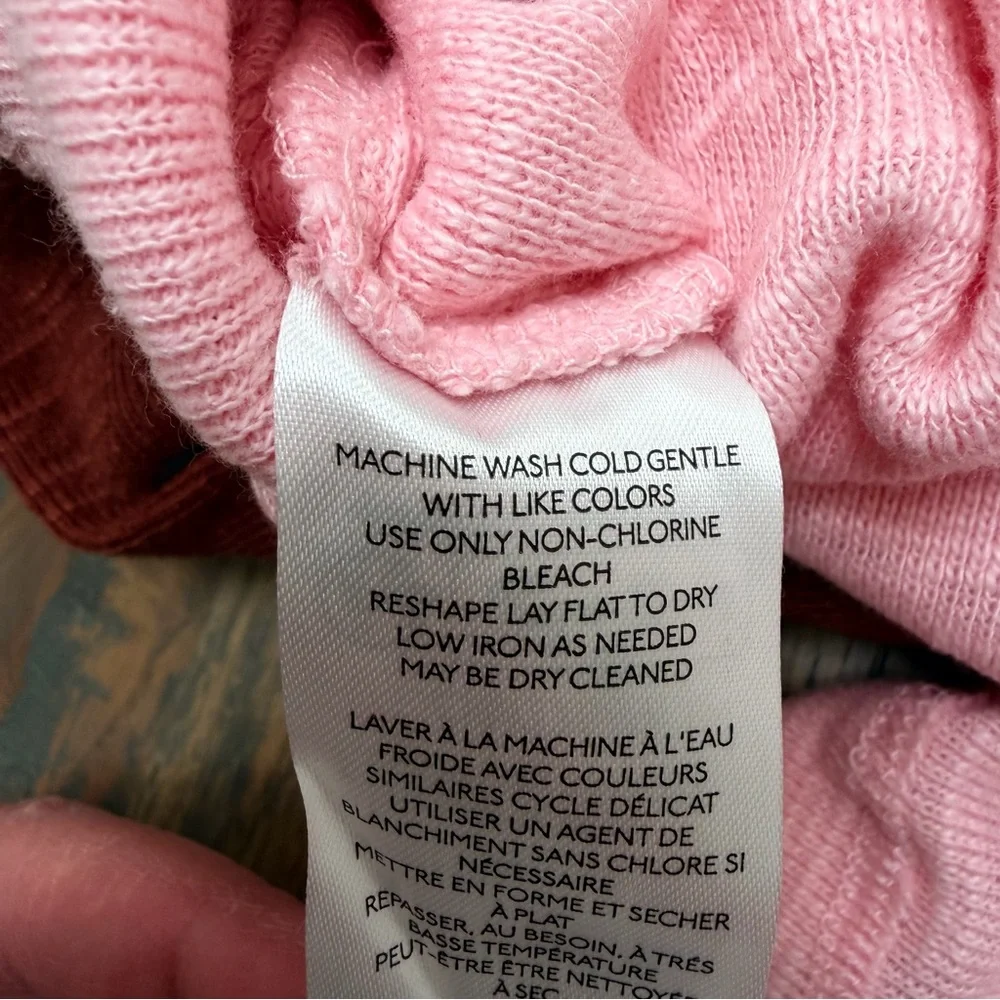 MACHINE WASH COLD GENTLE
WITH LIKE COLORS
USE ONLY NON-CHLORINE
BLEACH
RESHAPE LAY FLAT TO DRY
LOW IRON AS NEEDED
MAY BE DRY CLEANED
LAVER À LA MACHINE À L'EAU
FROIDE AVEC COULEURS
SIMILAIRES CYCLE DÉLICAT
UTILISER UN AGENT DE
BLANCHIMENT SANS CHLORE SI
NÉCESSAIRE
METTRE EN FORME ET SECHER
À PLAT
REPASSER, AU BESOIN, À TRÉS
BASSE TEMPÉRATURE
PEUT-ÊTRE ÊTRE NETTOYÉE
À SEC